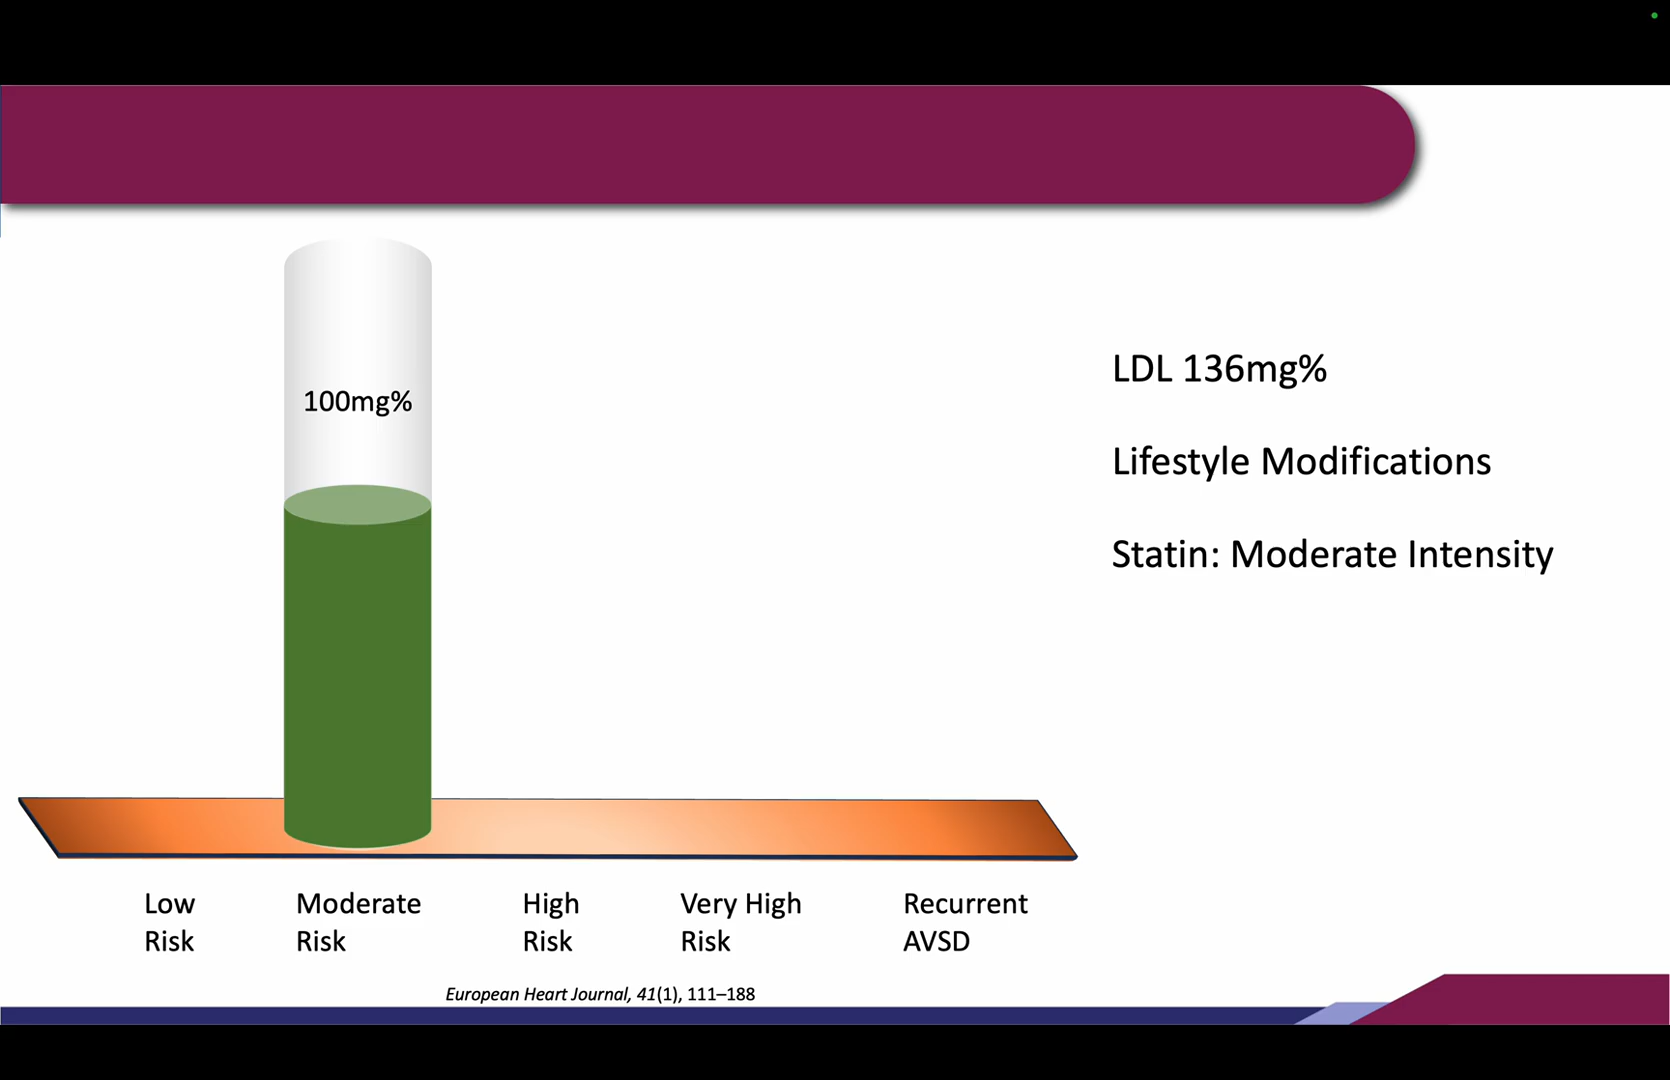 100mg%
LDL 136mg%
Lifestyle Modifications
Statin: Moderate Intensity
Low
Risk
Moderate
Risk
High
Risk
Very High
Risk
Recurrent
AVSD
European Heart Journal, 41(1), 111–188